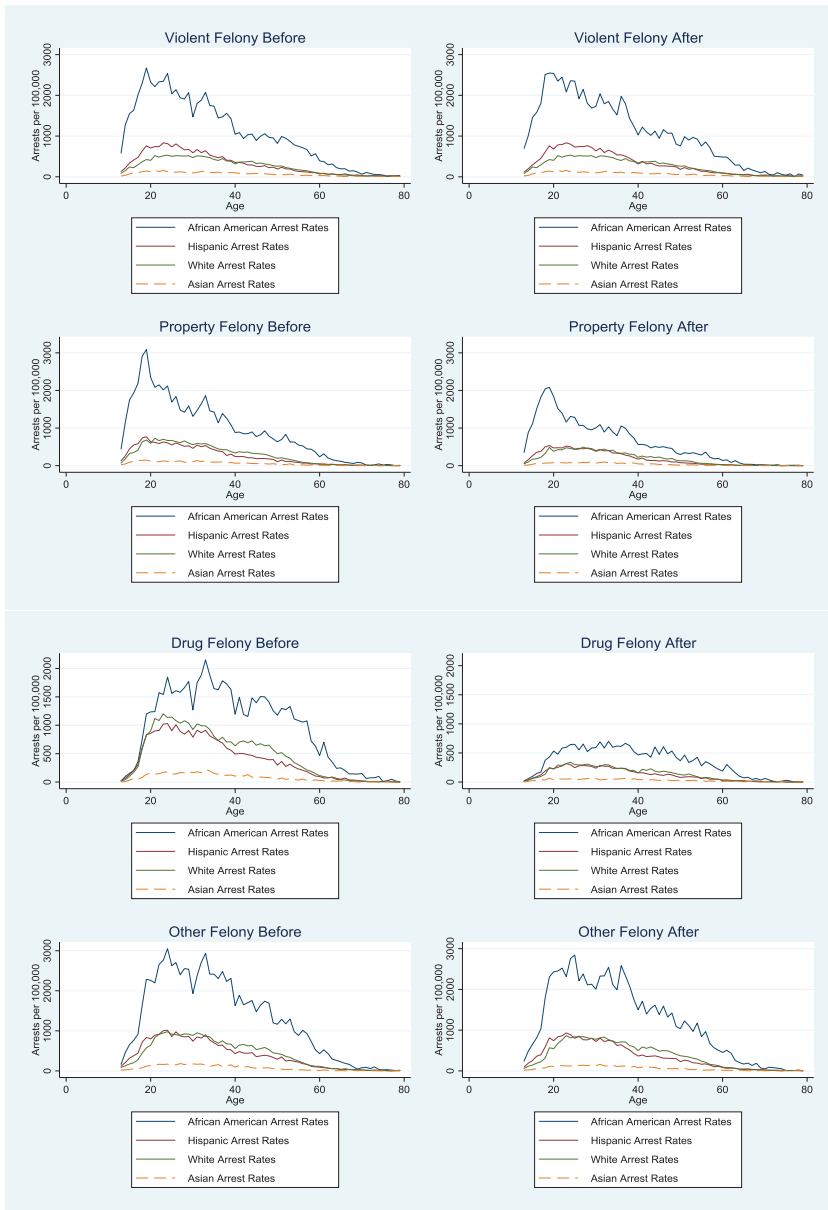 Violent Felony Before
Arrests per 100,000
0 1000 2000 3000
0 20 40 60 80
Age
African American Arrest Rates
Hispanic Arrest Rates
White Arrest Rates
Asian Arrest Rates
Violent Felony After
Arrests per 100,000
0 1000 2000 3000
0 20 40 60 80
Age
African American Arrest Rates
Hispanic Arrest Rates
White Arrest Rates
Asian Arrest Rates
Property Felony Before
Arrests per 100,000
0 1000 2000 3000
0 20 40 60 80
Age
African American Arrest Rates
Hispanic Arrest Rates
White Arrest Rates
Asian Arrest Rates
Property Felony After
Arrests per 100,000
0 1000 2000 3000
0 20 40 60 80
Age
African American Arrest Rates
Hispanic Arrest Rates
White Arrest Rates
Asian Arrest Rates
Drug Felony Before
Arrests per 100,000
0 500 1000 1500 2000
0 20 40 60 80
Age
African American Arrest Rates
Hispanic Arrest Rates
White Arrest Rates
Asian Arrest Rates
Drug Felony After
Arrests per 100,000
0 500 1000 1500 2000
0 20 40 60 80
Age
African American Arrest Rates
Hispanic Arrest Rates
White Arrest Rates
Asian Arrest Rates
Other Felony Before
Arrests per 100,000
0 1000 2000 3000
0 20 40 60 80
Age
African American Arrest Rates
Hispanic Arrest Rates
White Arrest Rates
Asian Arrest Rates
Other Felony After
Arrests per 100,000
0 1000 2000 3000
0 20 40 60 80
Age
African American Arrest Rates
Hispanic Arrest Rates
White Arrest Rates
Asian Arrest Rates